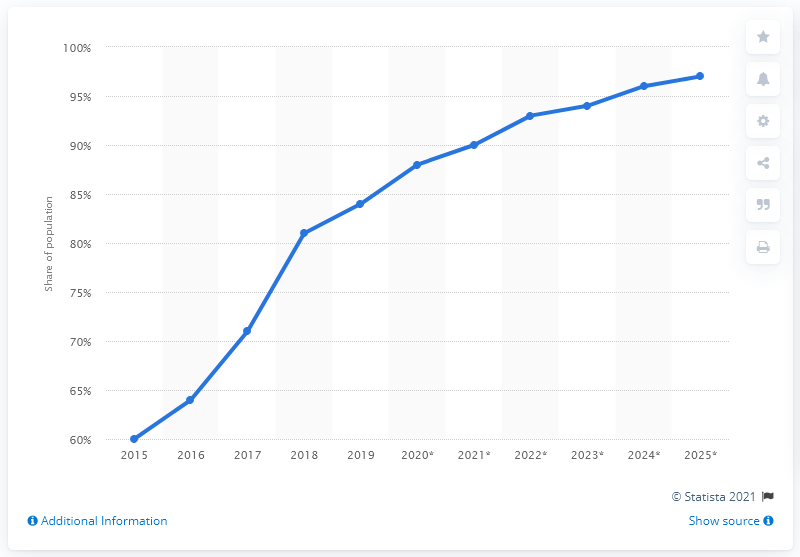 100%
95%
90%
85%
80%
75%
70%
65%
60%
Share of population
2015 2016 2017 2018 2019 2020* 2021* 2022* 2023* 2024* 2025*
© Statista 2021
Additional Information
Show source